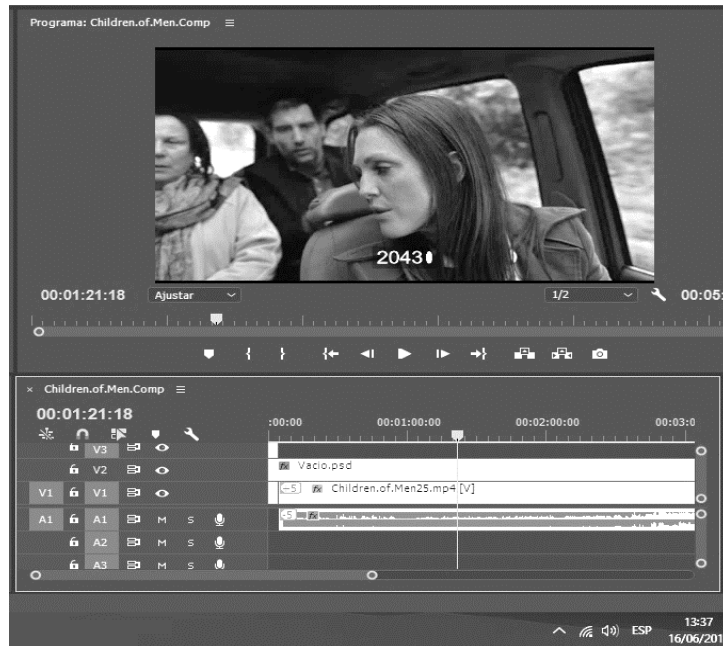 Programa: Children.of.Men.Comp
2043
00:01:21:18
Ajustar
1/2
00:05:
× Children.of.Men.Comp
00:01:21:18
:00:00
00:01:00:00
00:02:00:00
00:03:0
V3
V2
Vacio.psd
V1
V1
[-5]
Children.of.Men25.mp4 [V]
A1
A1
M
S
[-5]
A2
M
S
A3
M
S
ESP
13:37
16/06/201